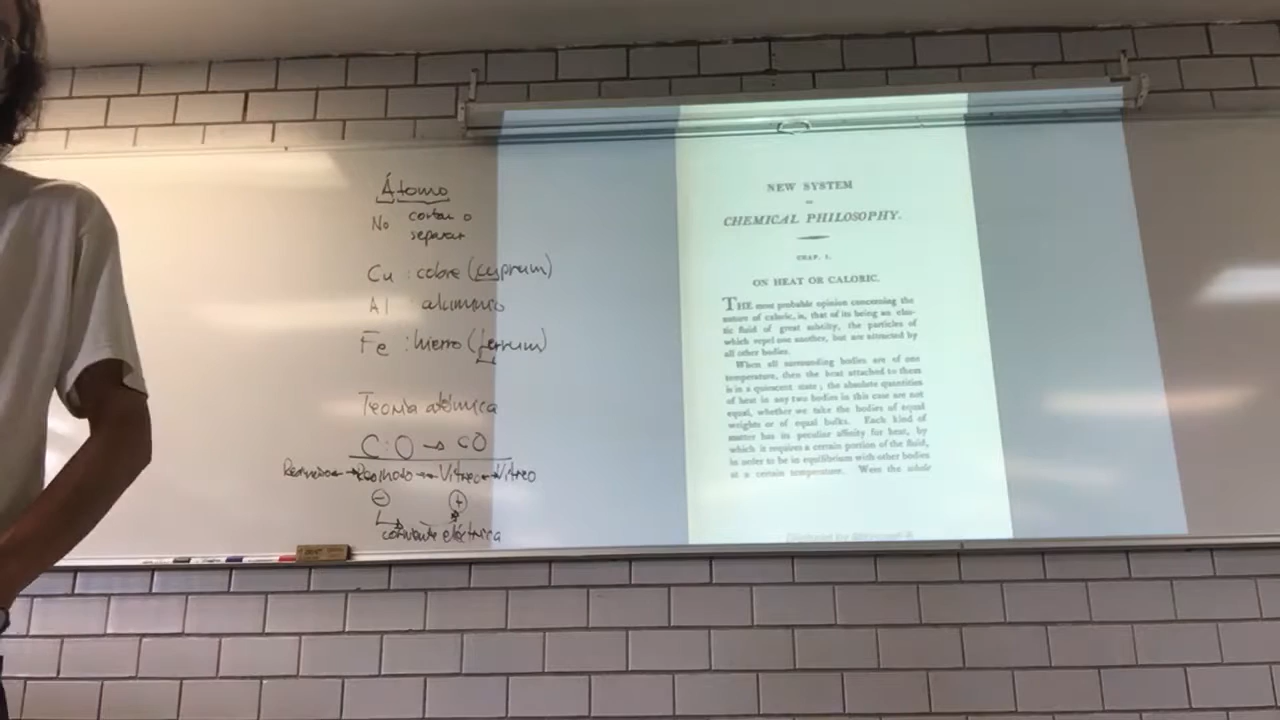 Átomo
No cortar o
separar
Cu : cobre (cuprum)
Al : aluminio
Fe : hierro (ferrum)
Teoría atómica
C : O → CO
Resinoso Vitreo Vitreo
⊖ ⊕
corriente eléctrica
NEW SYSTEM
OF
CHEMICAL PHILOSOPHY.
CHAP. I.
ON HEAT OR CALORIC.
THE most probable opinion concerning the
nature of caloric, is, that of its being an elas-
tic fluid of great subtilty, the particles of
which repel one another, but are attracted by
all other bodies.
When all surrounding bodies are of one
temperature, then the heat attached to them
is in a quiescent state; the absolute quantities
of heat in any two bodies in this case are not
equal, whether we take the bodies of equal
weights or of equal bulks. Each kind of
matter has its peculiar affinity for heat, by
which it requires a certain portion of the fluid,
in order to be in equilibrium with other bodies
at a certain temperature. Were the whole